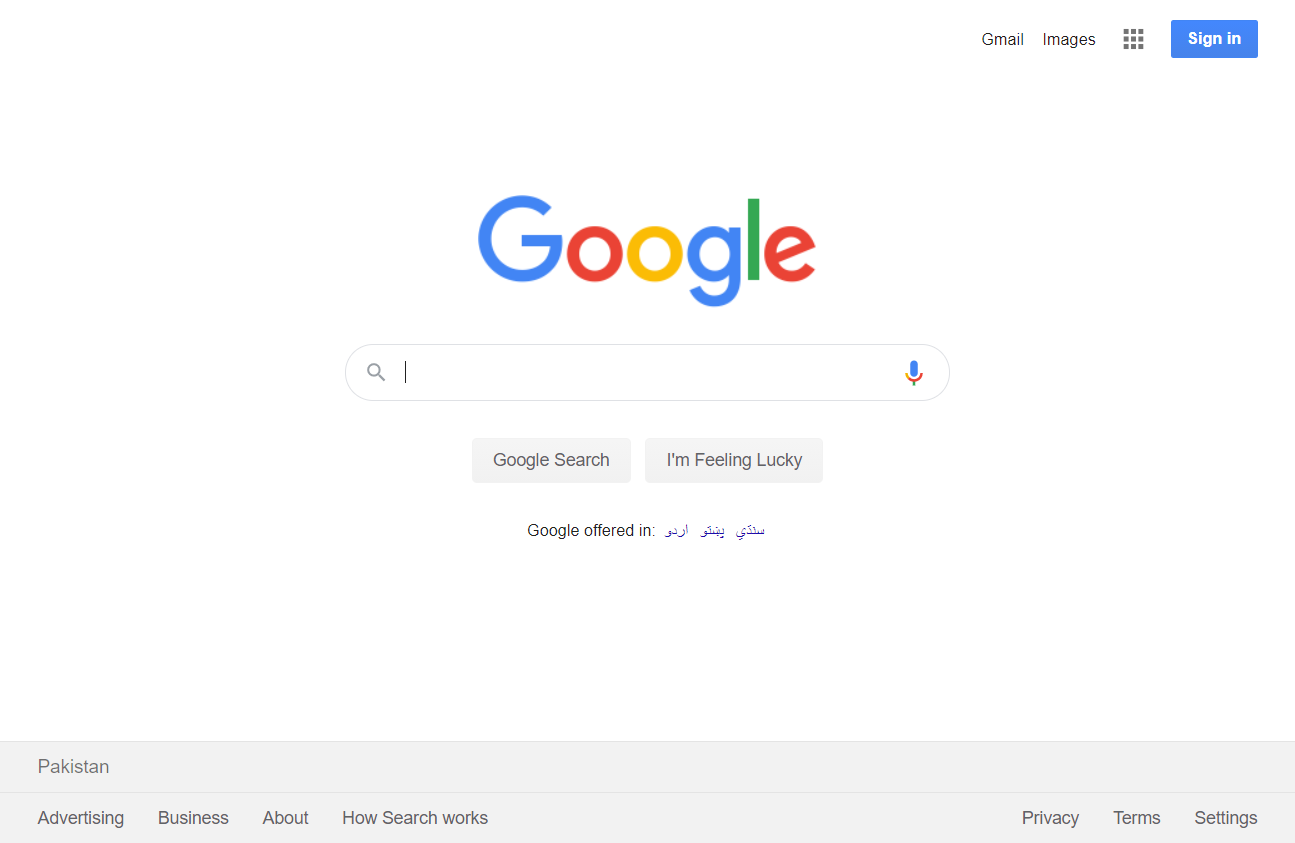 Gmail Images Sign in
Google
Google Search I'm Feeling Lucky
Google offered in: اردو پښتو سنڌي
Pakistan
Advertising Business About How Search works Privacy Terms Settings